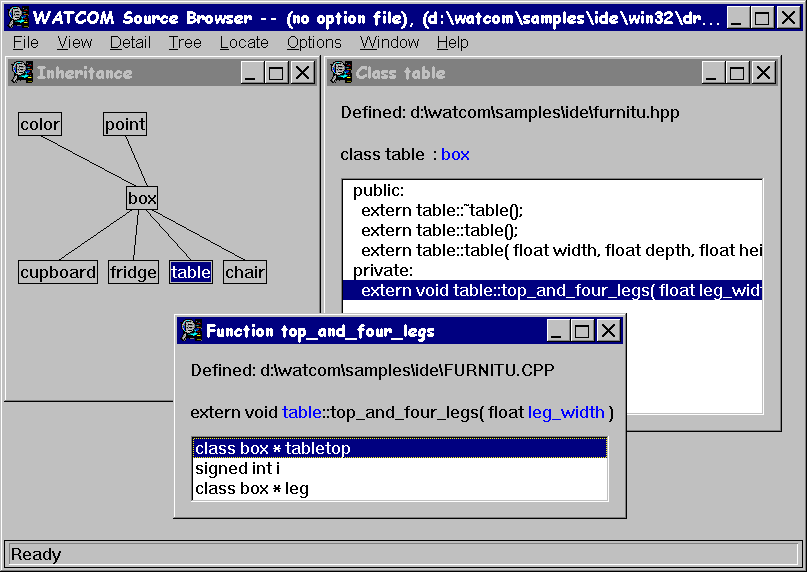 WATCOM Source Browser -- (no option file), (d:\watcom\samples\ide\win32\dr...
File View Detail Tree Locate Options Window Help
Inheritance
color point
box
cupboard fridge table chair
Class table
Defined: d:\watcom\samples\ide\furnitu.hpp
class table : box
public:
extern table::~table();
extern table::table();
extern table::table( float width, float depth, float hei
private:
extern void table::top_and_four_legs( float leg_widt
Function top_and_four_legs
Defined: d:\watcom\samples\ide\FURNITU.CPP
extern void table::top_and_four_legs( float leg_width )
class box * tabletop
signed int i
class box * leg
Ready